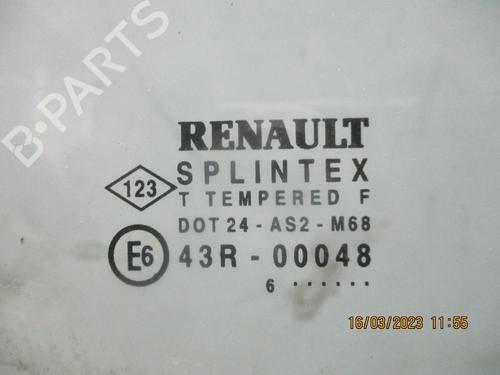 B-PARTS
RENAULT
SPLINTEX
123
T TEMPERED F
DOT 24 - AS2 - M68
E6 43R - 00048
6 ······
16/03/2023 11:55